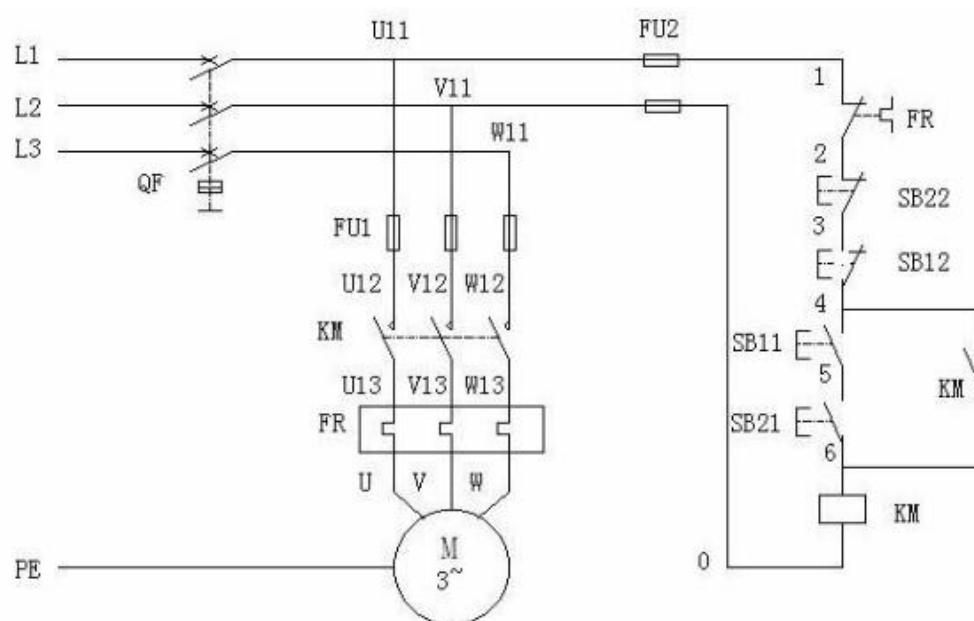 U11 FU2
L1
1
V11
L2
FR
W11
L3
2
QF
SB22
FU1
3
SB12
U12 V12 W12
4
KM
SB11
U13 V13 W13
5
KM
FR
SB21
6
U V W
KM
M
3~
PE
0